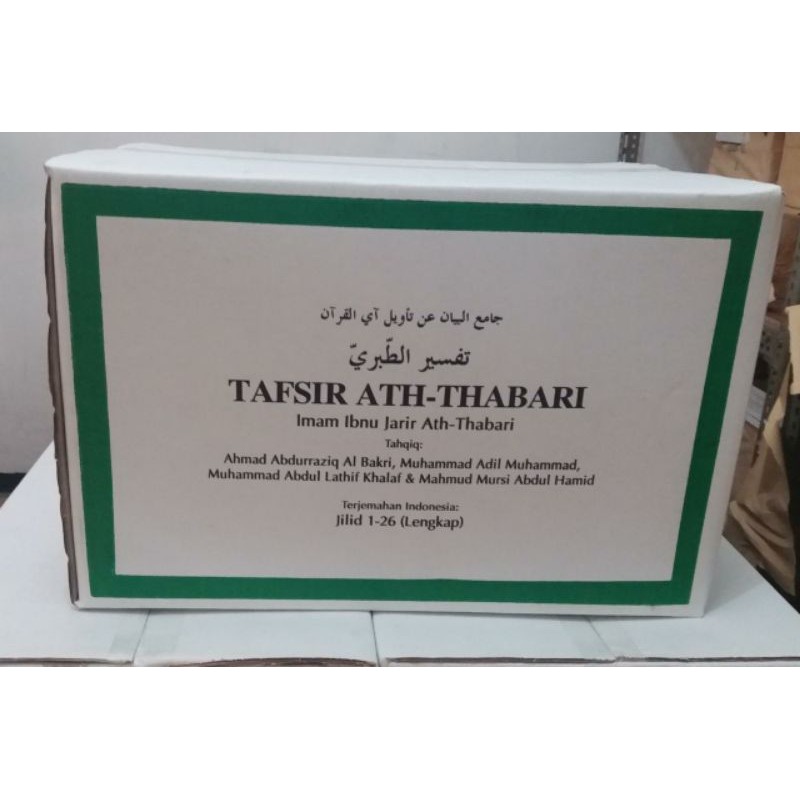 جامع البيان عن تأويل آي القرآن
تفسير الطّبريّ
TAFSIR ATH-THABARI
Imam Ibnu Jarir Ath-Thabari
Tahqiq:
Ahmad Abdurraziq Al Bakri, Muhammad Adil Muhammad,
Muhammad Abdul Lathif Khalaf & Mahmud Mursi Abdul Hamid
Terjemahan Indonesia:
Jilid 1-26 (Lengkap)